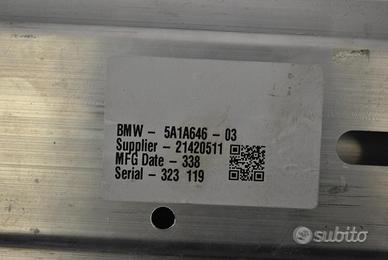 BMW - 5A1A646 - 03
Supplier - 21420511
MFG Date - 338
Serial - 323 119
subito